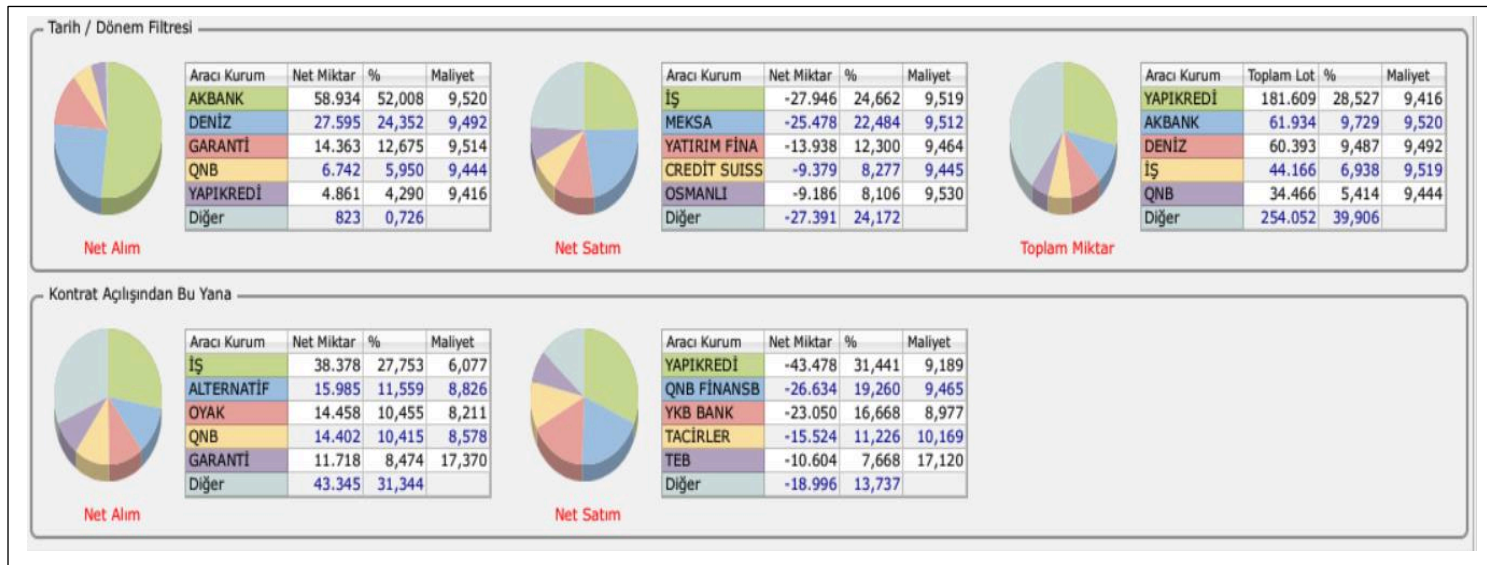 Tarih / Dönem Filtresi
Aracı Kurum Net Miktar % Maliyet
AKBANK 58.934 52,008 9,520
DENİZ 27.595 24,352 9,492
GARANTİ 14.363 12,675 9,514
QNB 6.742 5,950 9,444
YAPIKREDİ 4.861 4,290 9,416
Diğer 823 0,726
Net Alım
Aracı Kurum Net Miktar % Maliyet
İŞ -27.946 24,662 9,519
MEKSA -25.478 22,484 9,512
YATIRIM FİNA -13.938 12,300 9,464
CREDİT SUISS -9.379 8,277 9,445
OSMANLI -9.186 8,106 9,530
Diğer -27.391 24,172
Net Satım
Aracı Kurum Toplam Lot % Maliyet
YAPIKREDİ 181.609 28,527 9,416
AKBANK 61.934 9,729 9,520
DENİZ 60.393 9,487 9,492
İŞ 44.166 6,938 9,519
QNB 34.466 5,414 9,444
Diğer 254.052 39,906
Toplam Miktar
Kontrat Açılışından Bu Yana
Aracı Kurum Net Miktar % Maliyet
İŞ 38.378 27,753 6,077
ALTERNATİF 15.985 11,559 8,826
OYAK 14.458 10,455 8,211
QNB 14.402 10,415 8,578
GARANTİ 11.718 8,474 17,370
Diğer 43.345 31,344
Net Alım
Aracı Kurum Net Miktar % Maliyet
YAPIKREDİ -43.478 31,441 9,189
QNB FİNANSB -26.634 19,260 9,465
YKB BANK -23.050 16,668 8,977
TACİRLER -15.524 11,226 10,169
TEB -10.604 7,668 17,120
Diğer -18.996 13,737
Net Satım